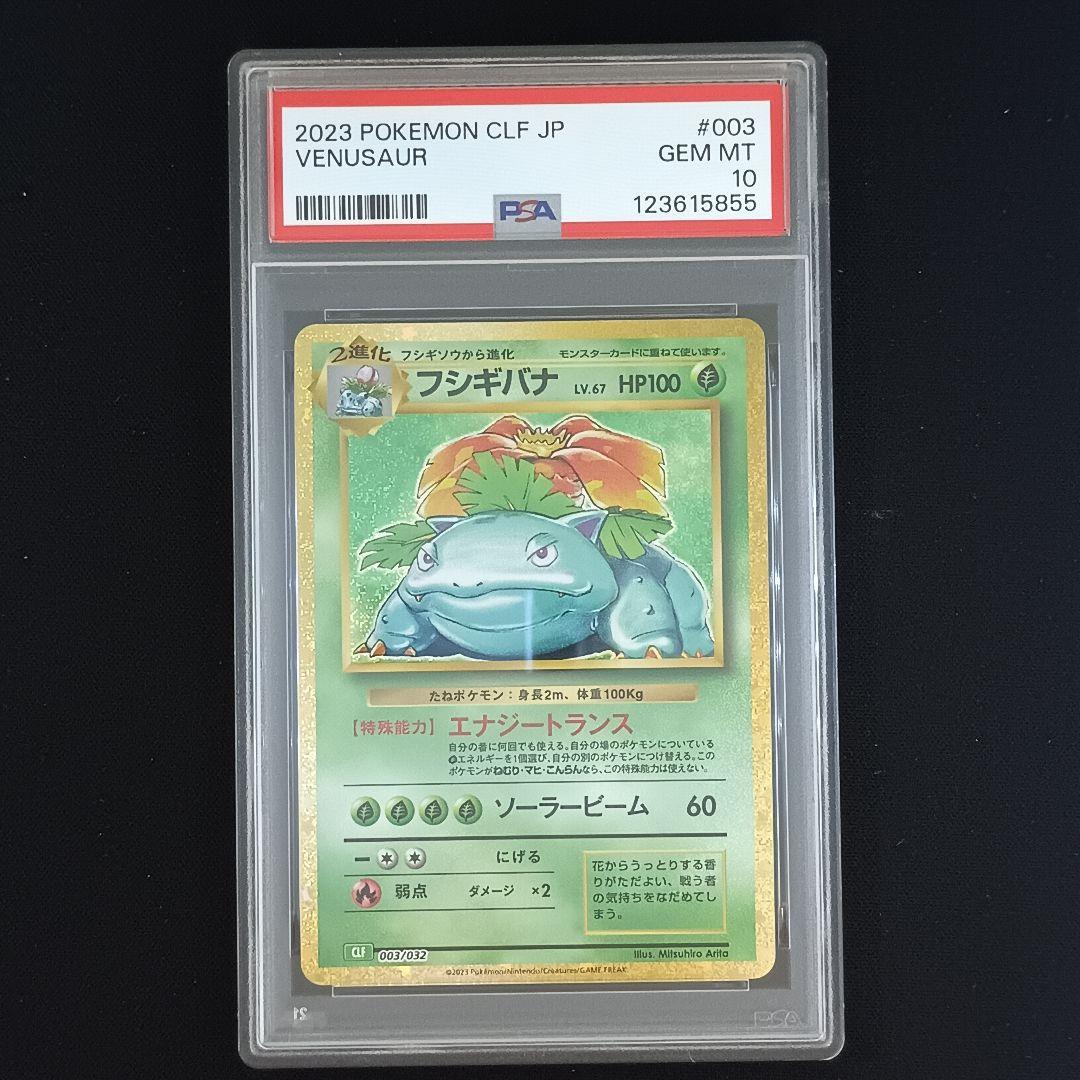 2023 POKEMON CLF JP #003
VENUSAUR GEM MT
10
PSA 123615855
2進化 フシギソウから進化 モンスターカードに重ねて使います。
フシギバナ LV.67 HP100
たねポケモン：身長2m、体重100Kg
【特殊能力】エナジートランス
自分の番に何回でも使える。自分の場のポケモンについている
エネルギーを1個選び、自分の別のポケモンにつけ替える。この
ポケモンがねむり・マヒ・こんらんなら、この特殊能力は使えない。
ソーラービーム 60
ー にげる
弱点 ダメージ ×2
花からうっとりする香
りがただよい、戦う者
の気持ちをなだめてし
まう。
CLF 003/032 Illus. Mitsuhiro Arita
©2023 Pokémon/Nintendo/Creatures/GAME FREAK.
21
PSA